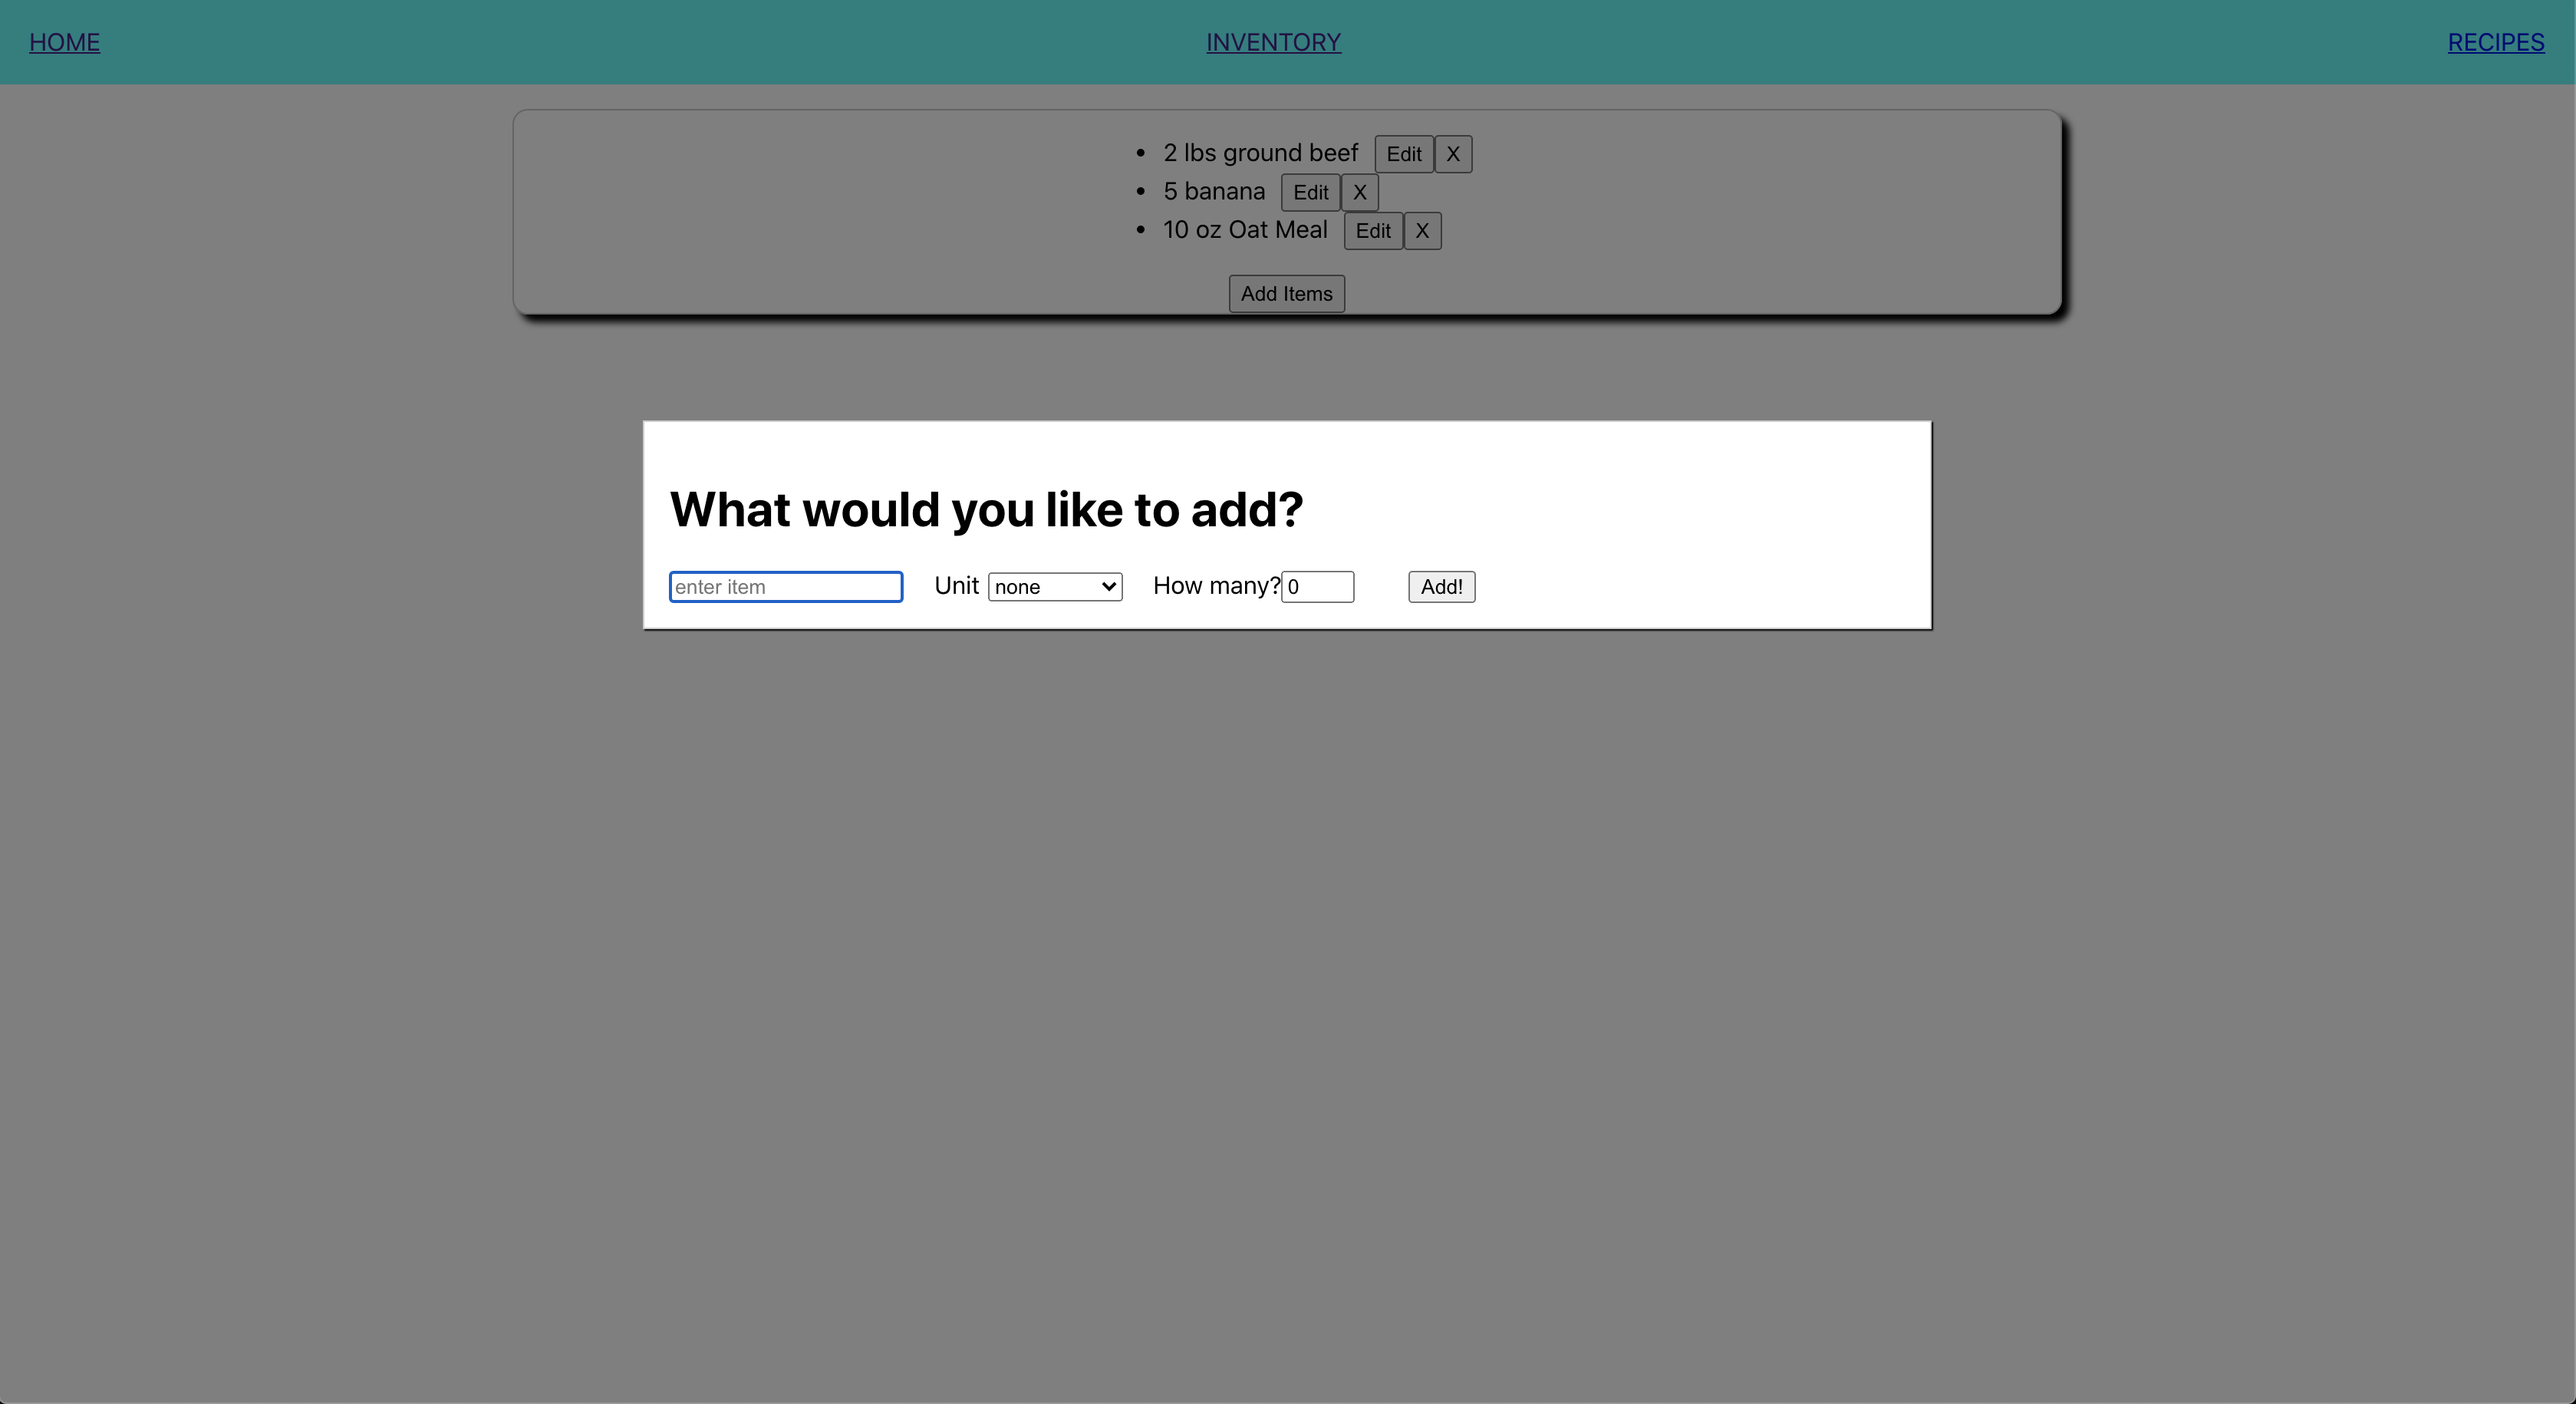 HOME INVENTORY RECIPES
• 2 lbs ground beef Edit X
• 5 banana Edit X
• 10 oz Oat Meal Edit X
Add Items
What would you like to add?
enter item Unit none How many? 0 Add!